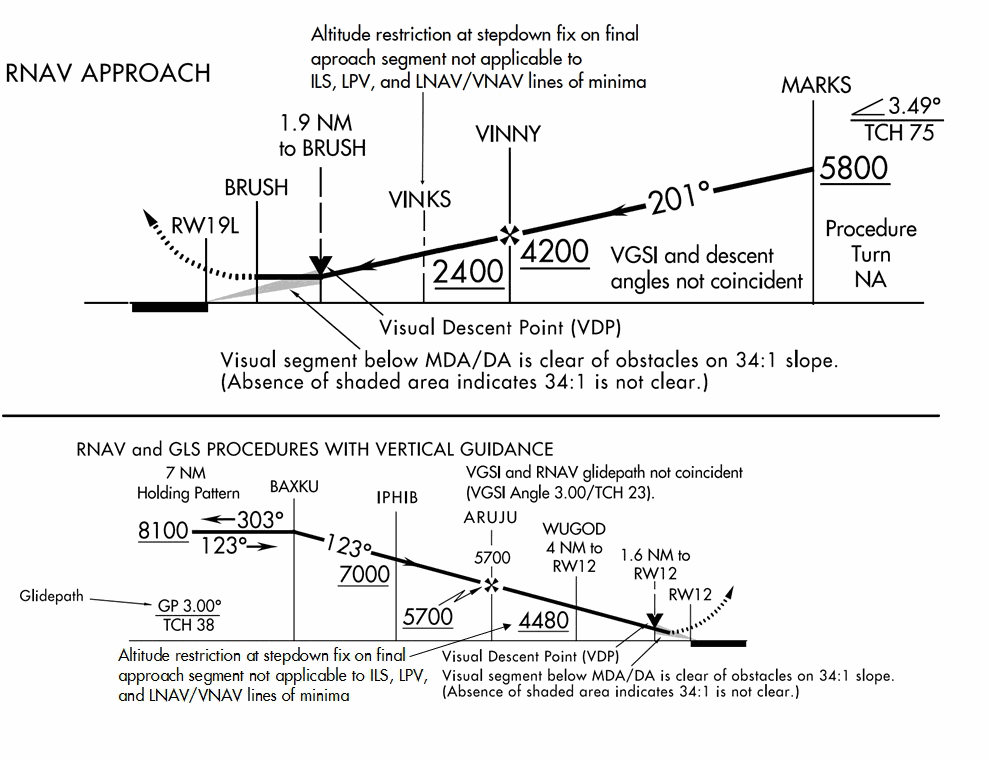 RNAV APPROACH
Altitude restriction at stepdown fix on final
aproach segment not applicable to
ILS, LPV, and LNAV/VNAV lines of minima
MARKS
3.49°
TCH 75
1.9 NM
to BRUSH
VINNY
5800
BRUSH
VINKS
201°
RW19L
2400
4200
VGSI and descent
angles not coincident
Procedure
Turn
NA
Visual Descent Point (VDP)
Visual segment below MDA/DA is clear of obstacles on 34:1 slope.
(Absence of shaded area indicates 34:1 is not clear.)
RNAV and GLS PROCEDURES WITH VERTICAL GUIDANCE
7 NM
Holding Pattern
BAXKU
IPHIB
VGSI and RNAV glidepath not coincident
(VGSI Angle 3.00/TCH 23).
ARUJU
5700
WUGOD
4 NM to
RW12
1.6 NM to
RW12
RW12
8100
303°
123°
123°
7000
5700
4480
Glidepath
GP 3.00°
TCH 38
Altitude restriction at stepdown fix on final
approach segment not applicable to ILS, LPV,
and LNAV/VNAV lines of minima
Visual Descent Point (VDP)
Visual segment below MDA/DA is clear of obstacles on 34:1 slope.
(Absence of shaded area indicates 34:1 is not clear.)